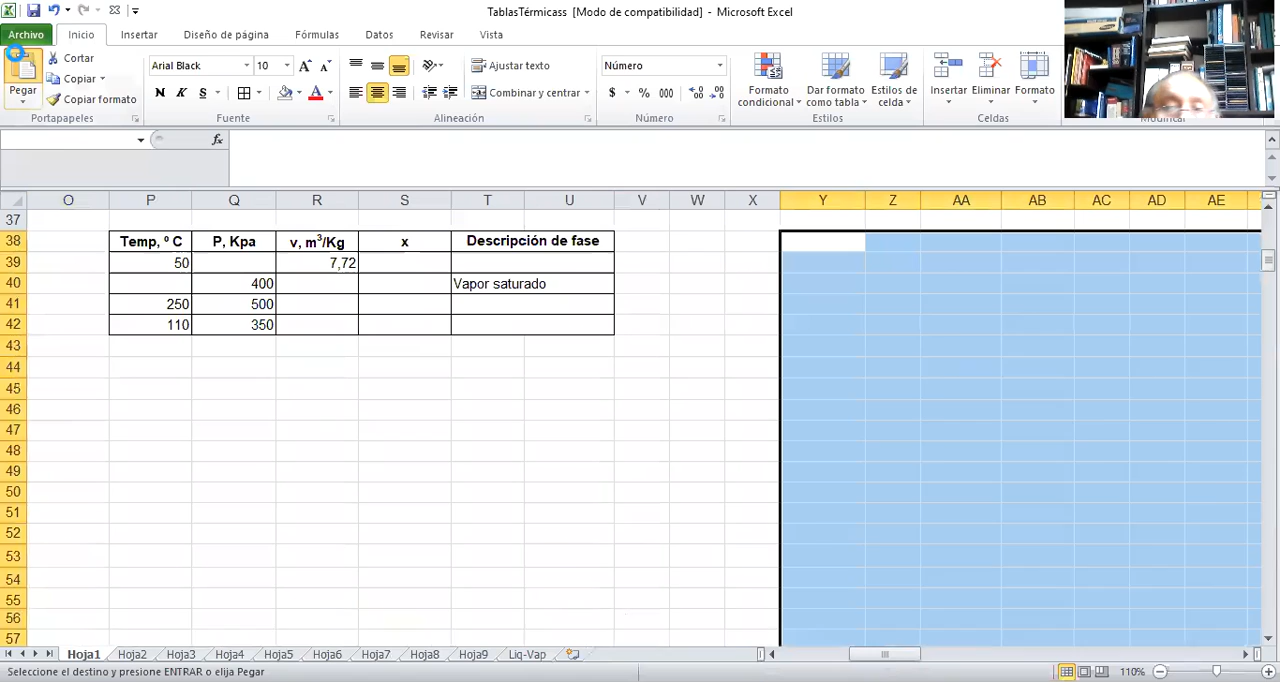 TablasTérmicass [Modo de compatibilidad] - Microsoft Excel
Archivo Inicio Insertar Diseño de página Fórmulas Datos Revisar Vista
Pegar
Cortar
Copiar
Copiar formato
Portapapeles
Arial Black 10
N K S A
Fuente
Ajustar texto
Combinar y centrar
Alineación
Número
$ % 000
Número
Formato condicional
Dar formato como tabla
Estilos de celda
Estilos
Insertar Eliminar Formato
Celdas
Modificar
fx
O P Q R S T U V W X Y Z AA AB AC AD AE
37
38 Temp, º C P, Kpa v, m³/Kg x Descripción de fase
39 50 7,72
40 400 Vapor saturado
41 250 500
42 110 350
43
44
45
46
47
48
49
50
51
52
53
54
55
56
57
Hoja1 Hoja2 Hoja3 Hoja4 Hoja5 Hoja6 Hoja7 Hoja8 Hoja9 Liq-Vap
Seleccione el destino y presione ENTRAR o elija Pegar 110%